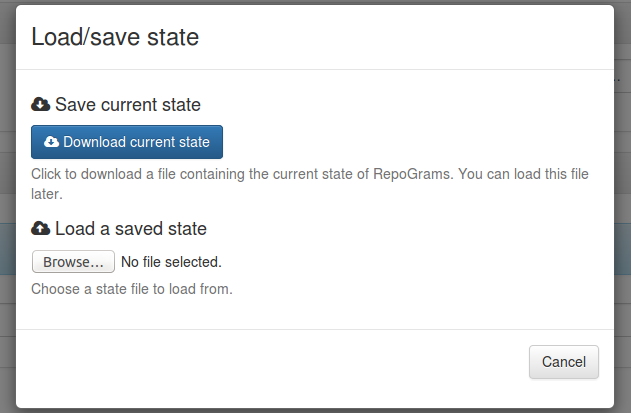 Load/save state
Save current state
Download current state
Click to download a file containing the current state of RepoGrams. You can load this file
later.
Load a saved state
Browse... No file selected.
Choose a state file to load from.
Cancel